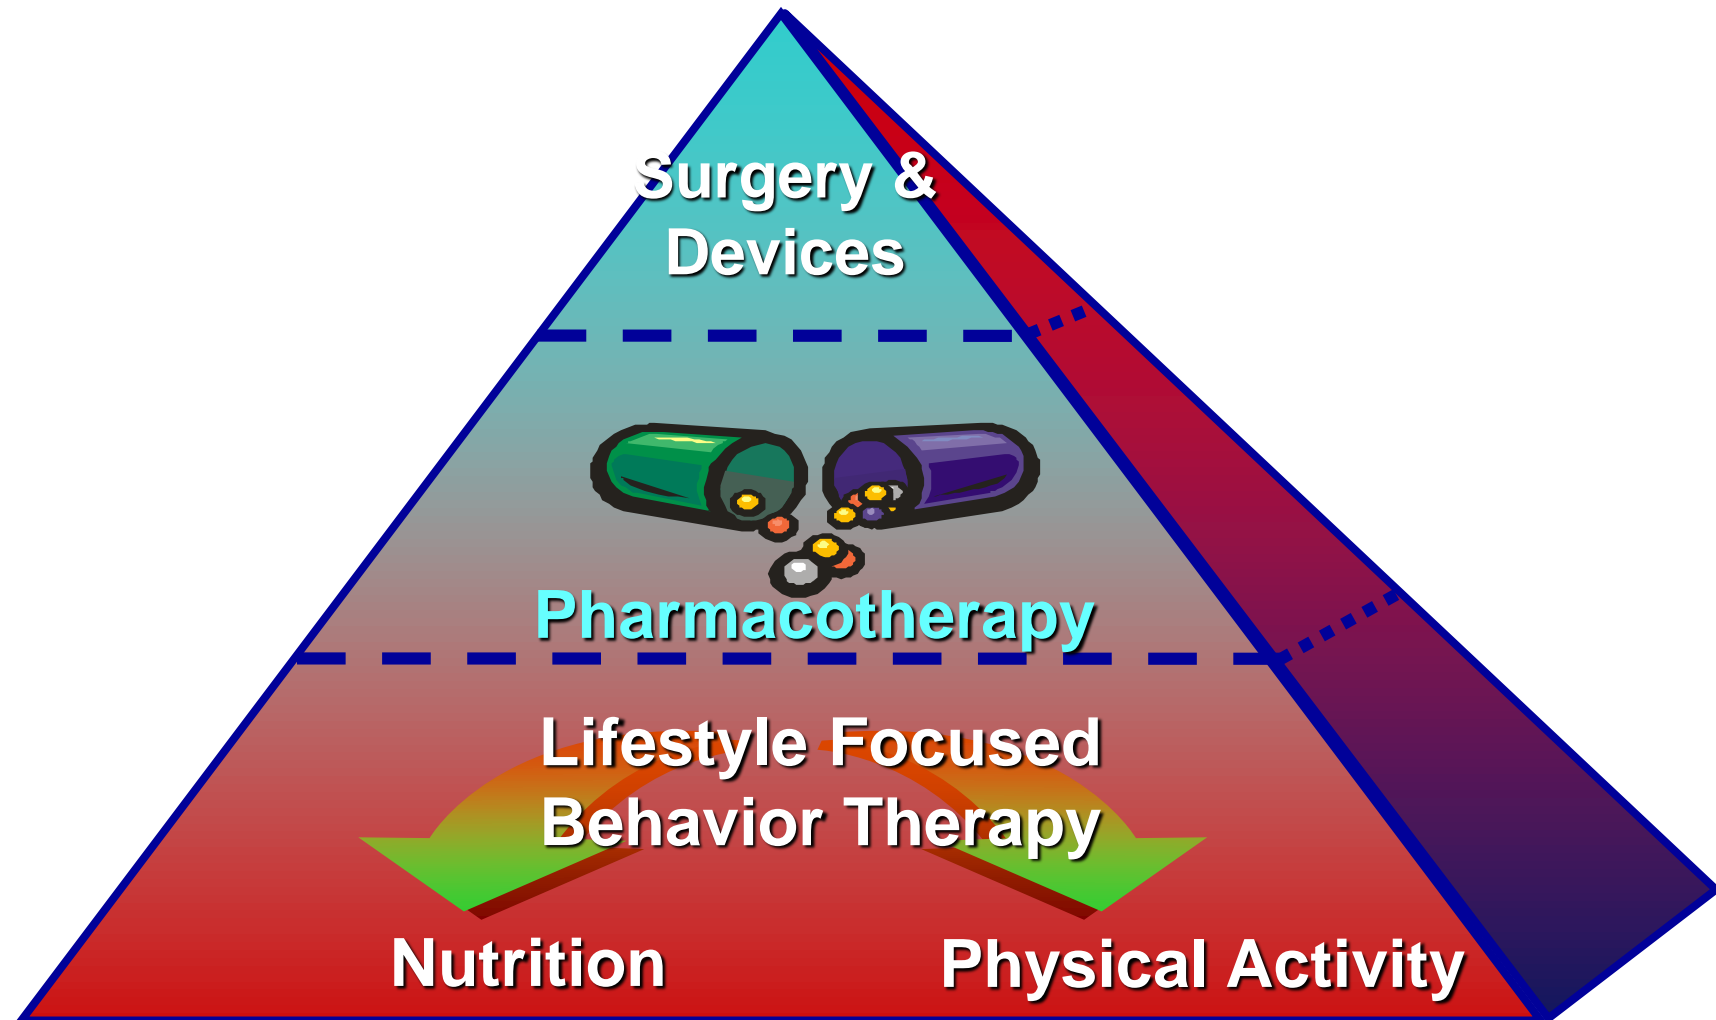 Surgery &
Devices
Pharmacotherapy
Lifestyle Focused
Behavior Therapy
Nutrition
Physical Activity